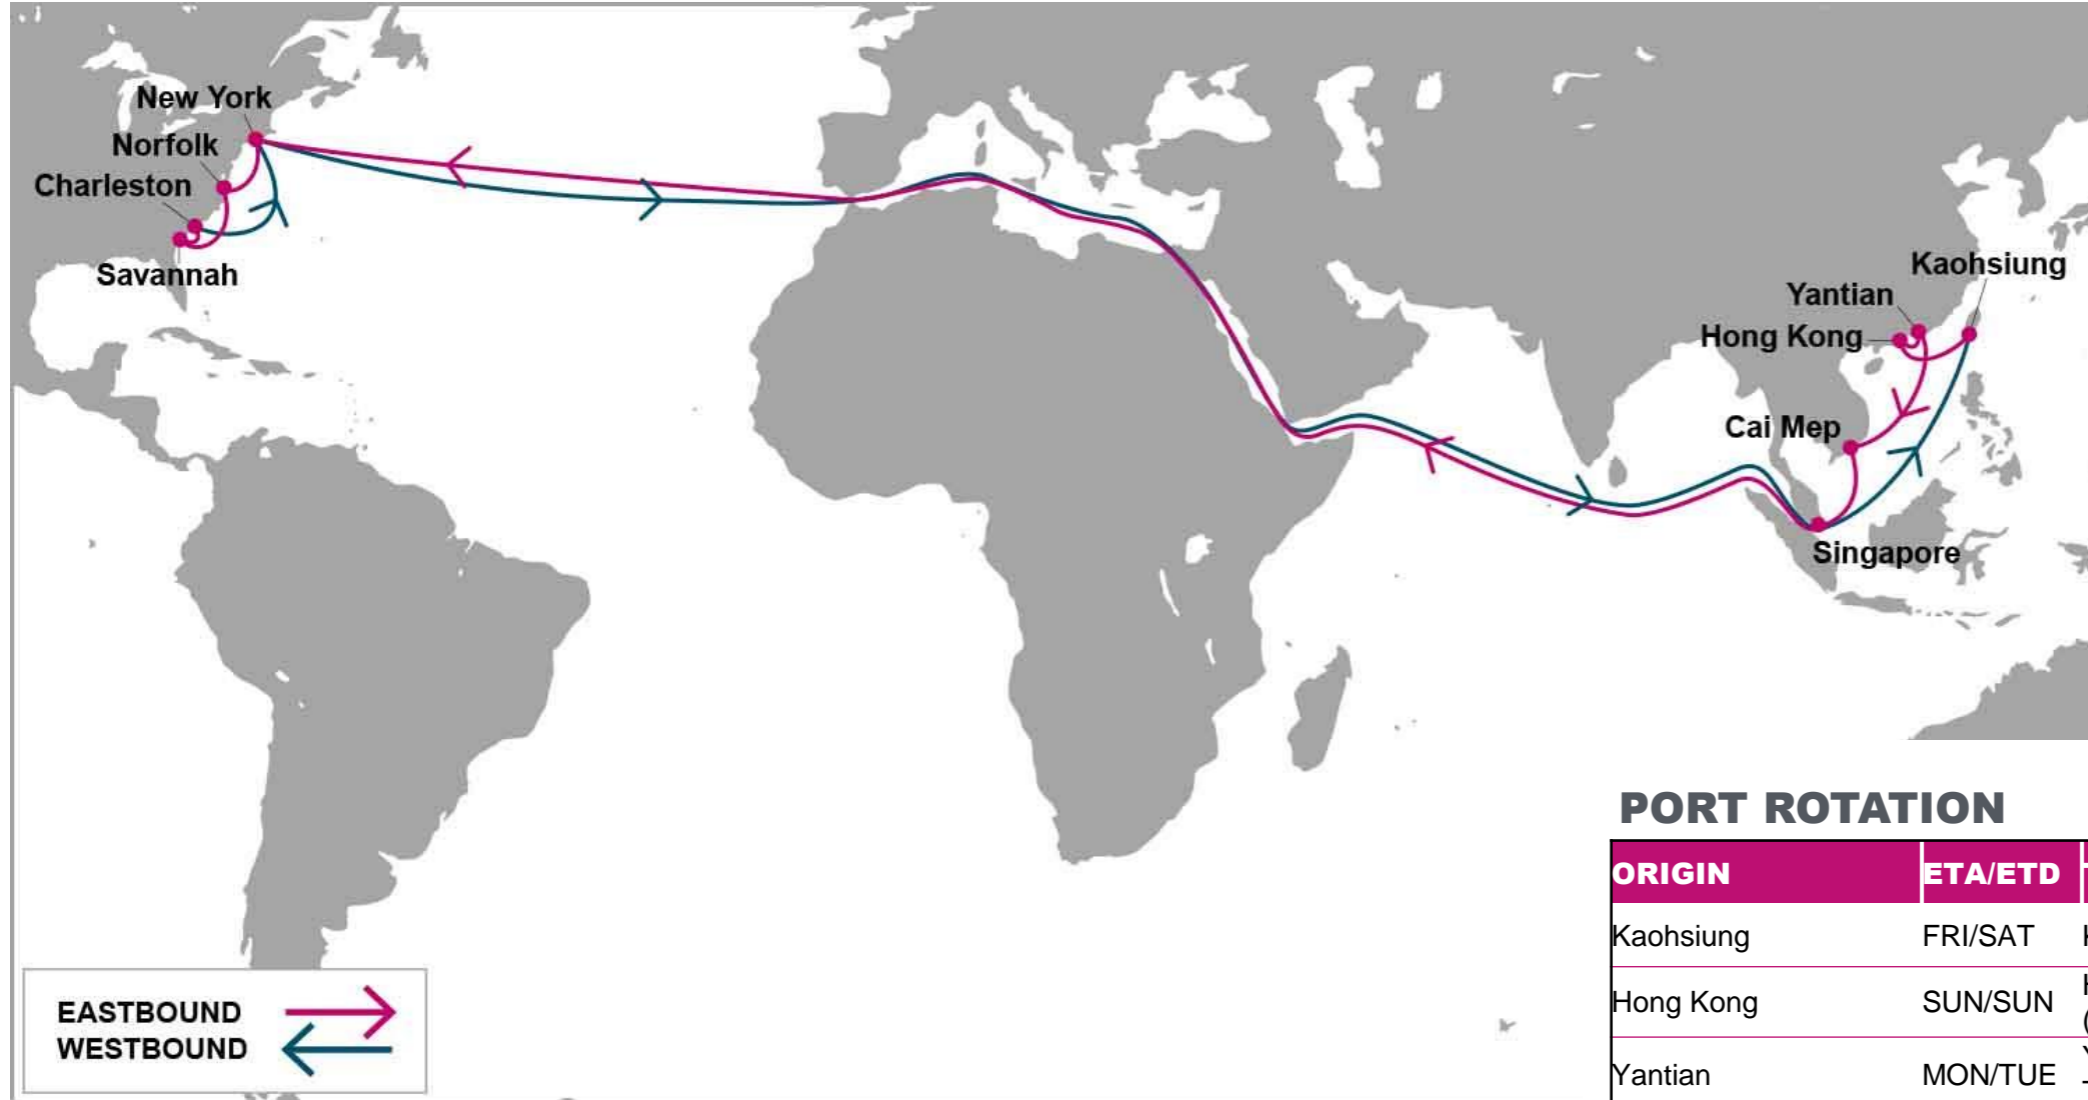 New York
Norfolk
Charleston
Savannah
Kaohsiung
Yantian
Hong Kong
Cai Mep
Singapore
EASTBOUND
WESTBOUND
PORT ROTATION
ORIGIN ETA/ETD
Kaohsiung FRI/SAT
Hong Kong SUN/SUN
Yantian MON/TUE